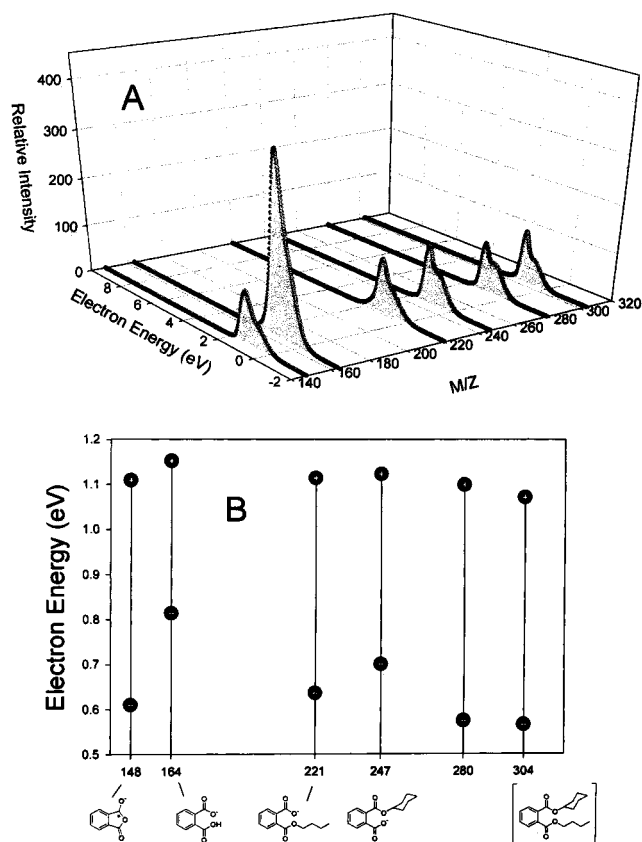 A
Relative Intensity
400
300
200
100
0
Electron Energy (eV)
8
6
4
2
0
-2
M/Z
140
160
180
200
220
240
260
280
300
320
B
Electron Energy (eV)
1.2
1.1
1.0
0.9
0.8
0.7
0.6
0.5
148 164 221 247 280 304
O-
O
O
O
O-
OH
O
O
O-
O
O
O
O
O
O-
O
O
O
O